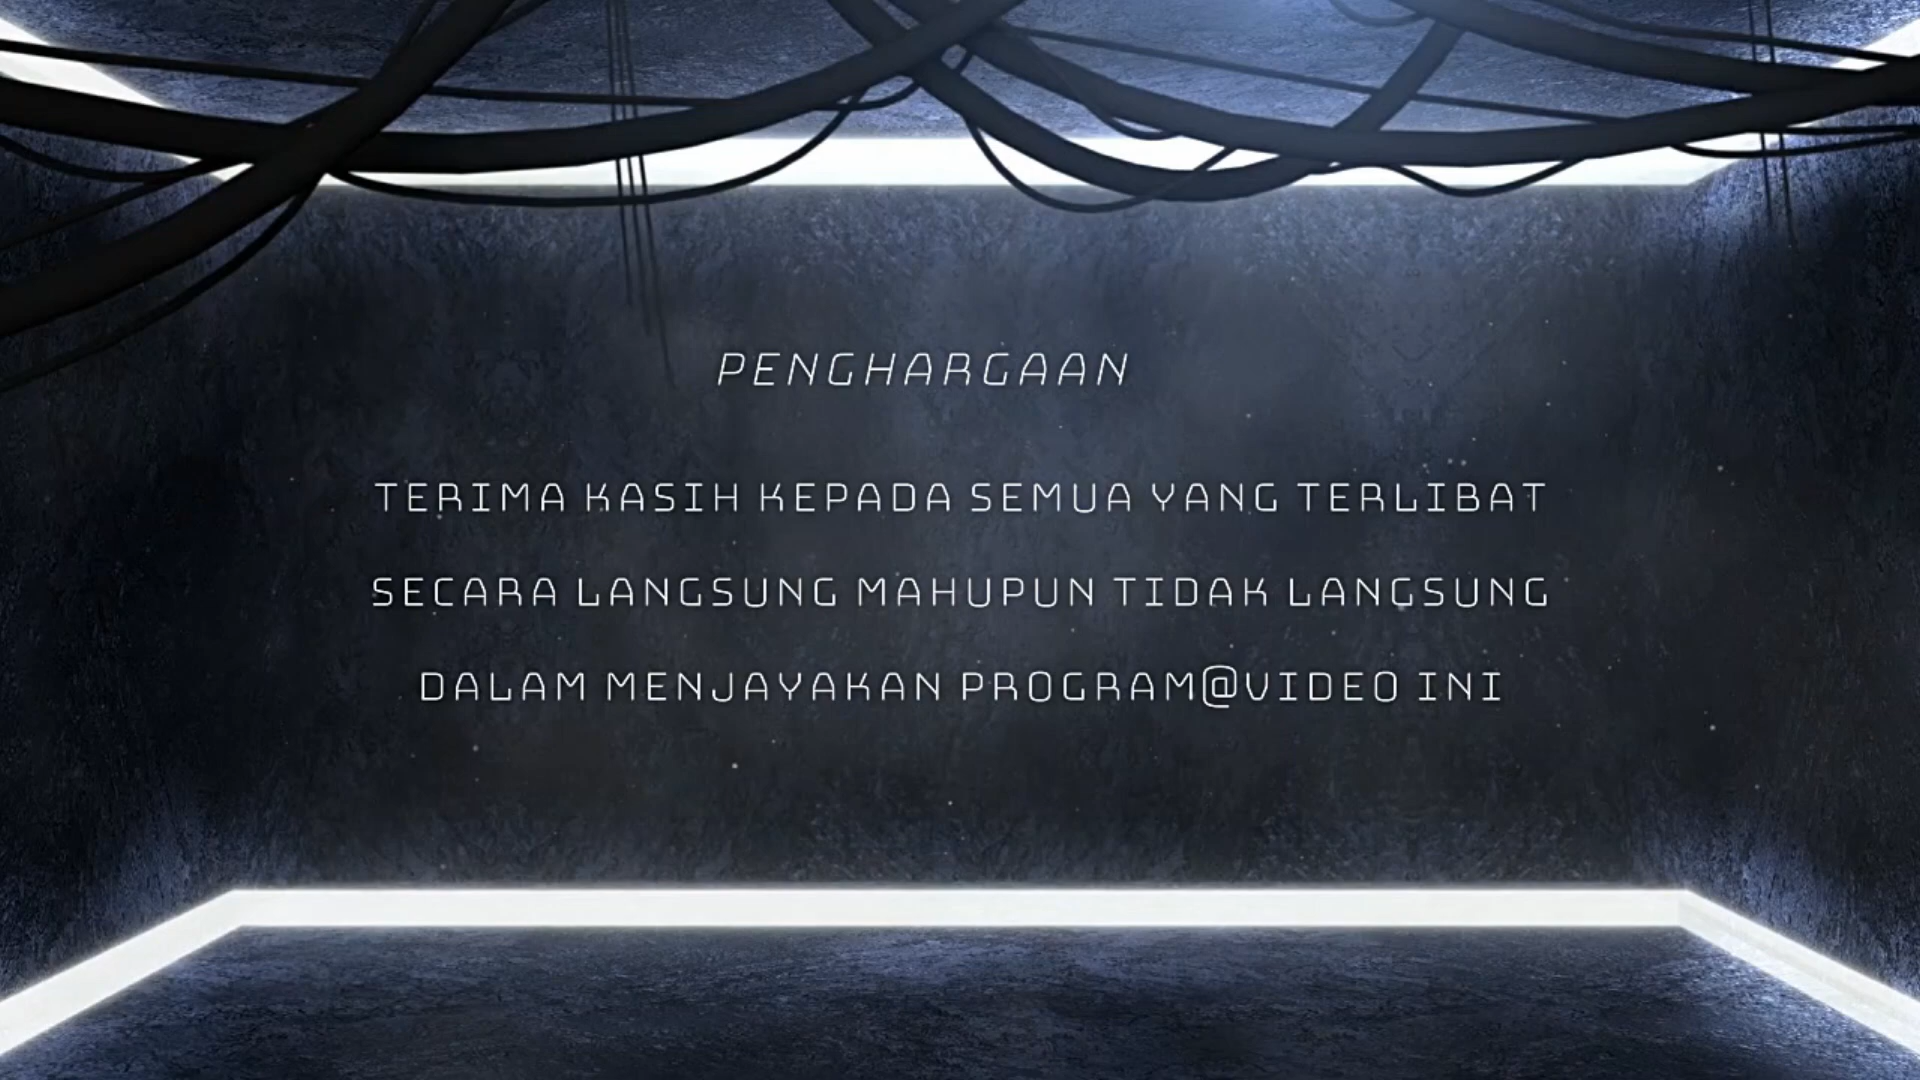 PENGHARGAAN
TERIMA KASIH KEPADA SEMUA YANG TERLIBAT
SECARA LANGSUNG MAHUPUN TIDAK LANGSUNG
DALAM MENJAYAKAN PROGRAM@VIDEO INI